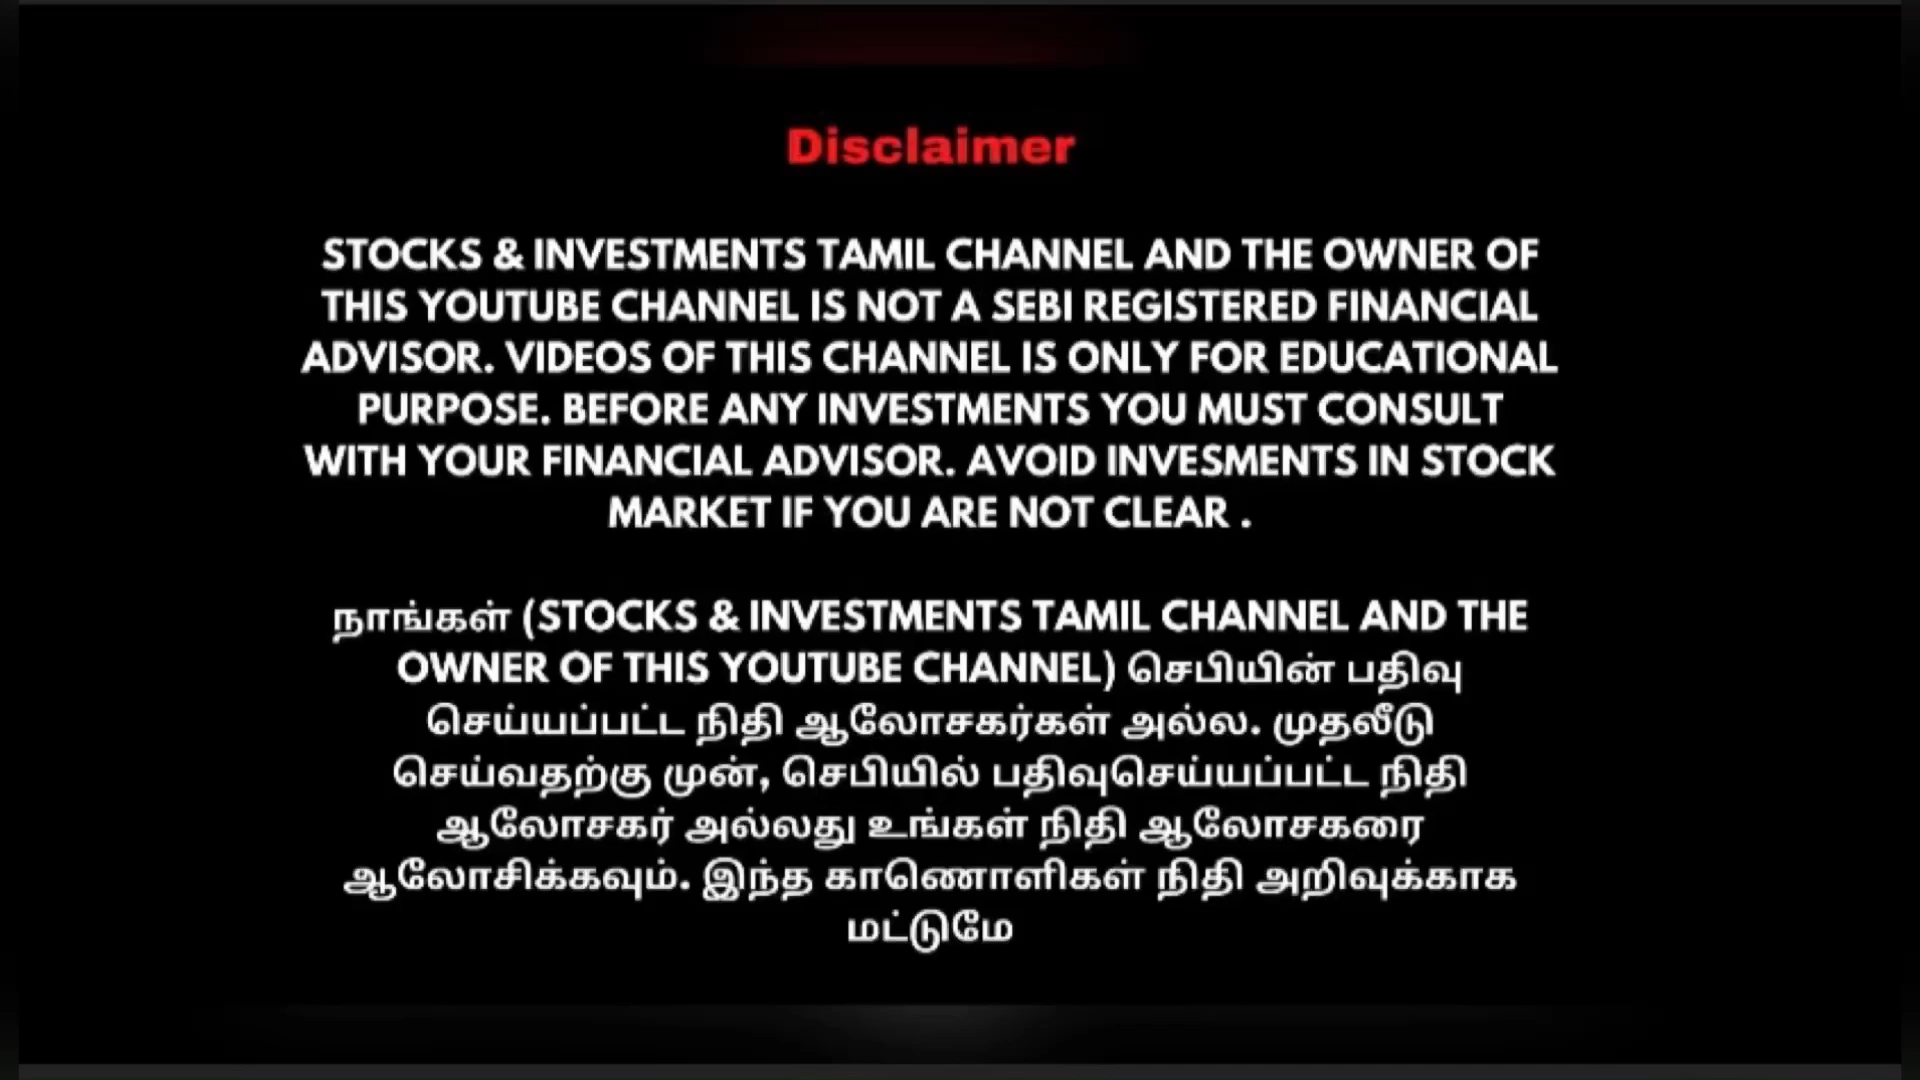 Disclaimer
STOCKS & INVESTMENTS TAMIL CHANNEL AND THE OWNER OF
THIS YOUTUBE CHANNEL IS NOT A SEBI REGISTERED FINANCIAL
ADVISOR. VIDEOS OF THIS CHANNEL IS ONLY FOR EDUCATIONAL
PURPOSE. BEFORE ANY INVESTMENTS YOU MUST CONSULT
WITH YOUR FINANCIAL ADVISOR. AVOID INVESMENTS IN STOCK
MARKET IF YOU ARE NOT CLEAR .
நாங்கள் (STOCKS & INVESTMENTS TAMIL CHANNEL AND THE
OWNER OF THIS YOUTUBE CHANNEL) செபியின் பதிவு
செய்யப்பட்ட நிதி ஆலோசகர்கள் அல்ல. முதலீடு
செய்வதற்கு முன், செபியில் பதிவுசெய்யப்பட்ட நிதி
ஆலோசகர் அல்லது உங்கள் நிதி ஆலோசகரை
ஆலோசிக்கவும். இந்த காணொளிகள் நிதி அறிவுக்காக
மட்டுமே